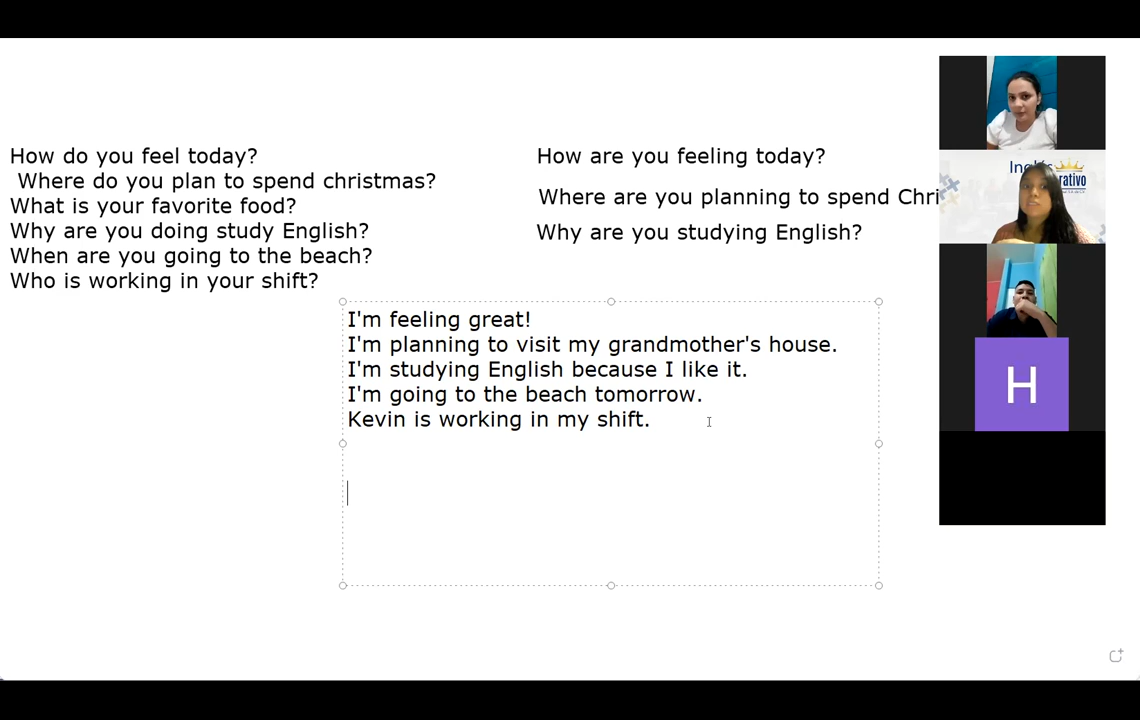 How do you feel today?
Where do you plan to spend christmas?
What is your favorite food?
Why are you doing study English?
When are you going to the beach?
Who is working in your shift?
How are you feeling today?
Where are you planning to spend Chri
Why are you studying English?
I'm feeling great!
I'm planning to visit my grandmother's house.
I'm studying English because I like it.
I'm going to the beach tomorrow.
Kevin is working in my shift.
H